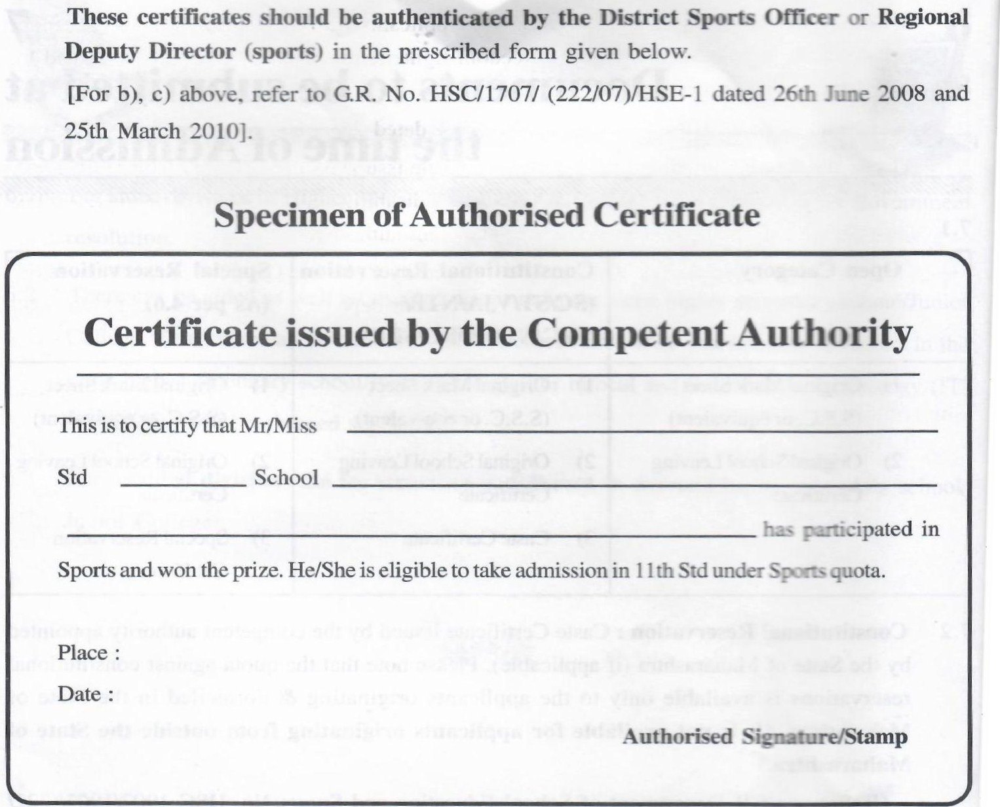 These certificates should be authenticated by the District Sports Officer or Regional
Deputy Director (sports) in the prescribed form given below.
[For b), c) above, refer to G.R. No. HSC/1707/ (222/07)/HSE-1 dated 26th June 2008 and
25th March 2010].
Specimen of Authorised Certificate
Certificate issued by the Competent Authority
This is to certify that Mr/Miss
Std School
has participated in
Sports and won the prize. He/She is eligible to take admission in 11th Std under Sports quota.
Place :
Date :
Authorised Signature/Stamp